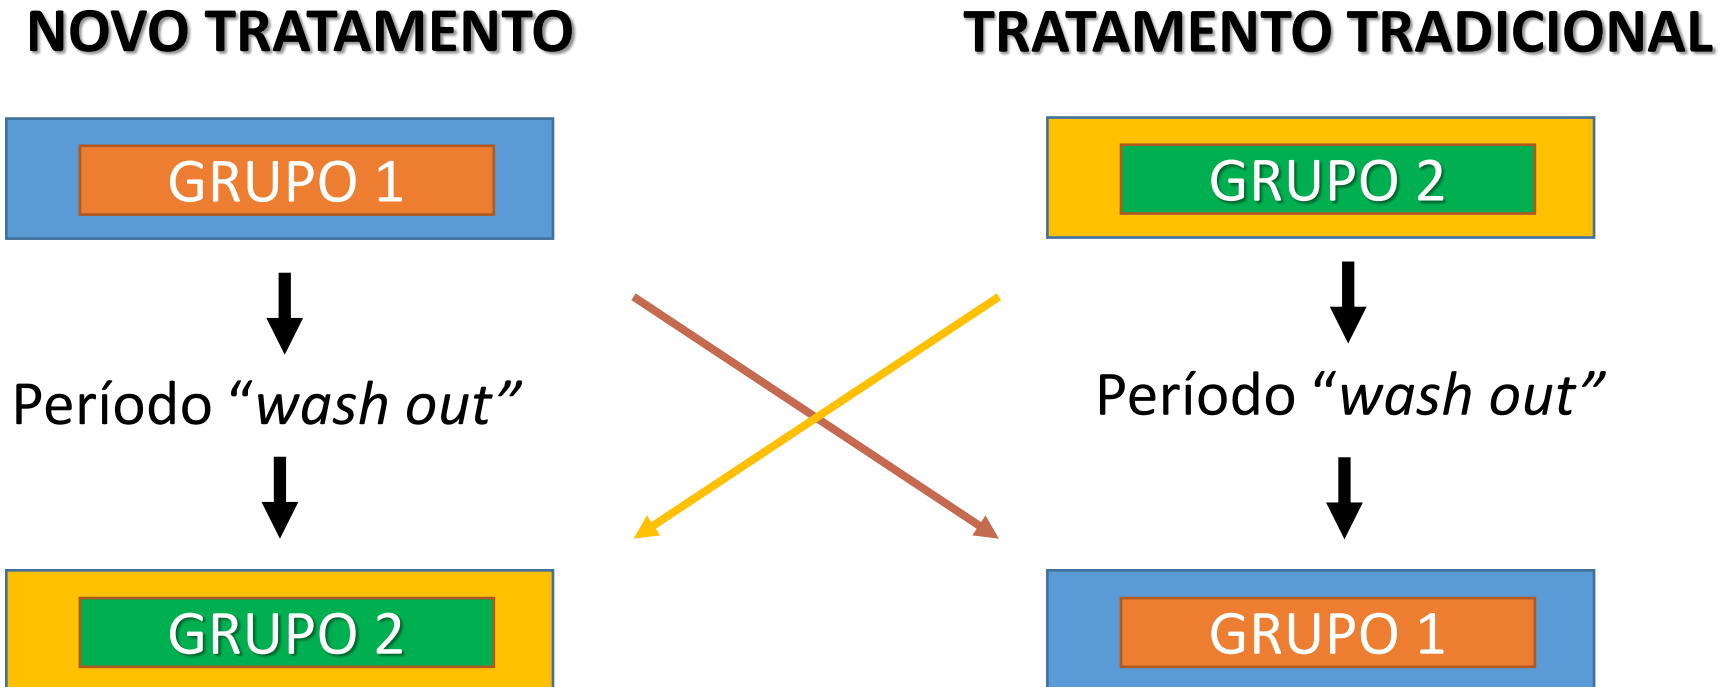 NOVO TRATAMENTO
TRATAMENTO TRADICIONAL
GRUPO 1
GRUPO 2
Período “wash out”
Período “wash out”
GRUPO 2
GRUPO 1